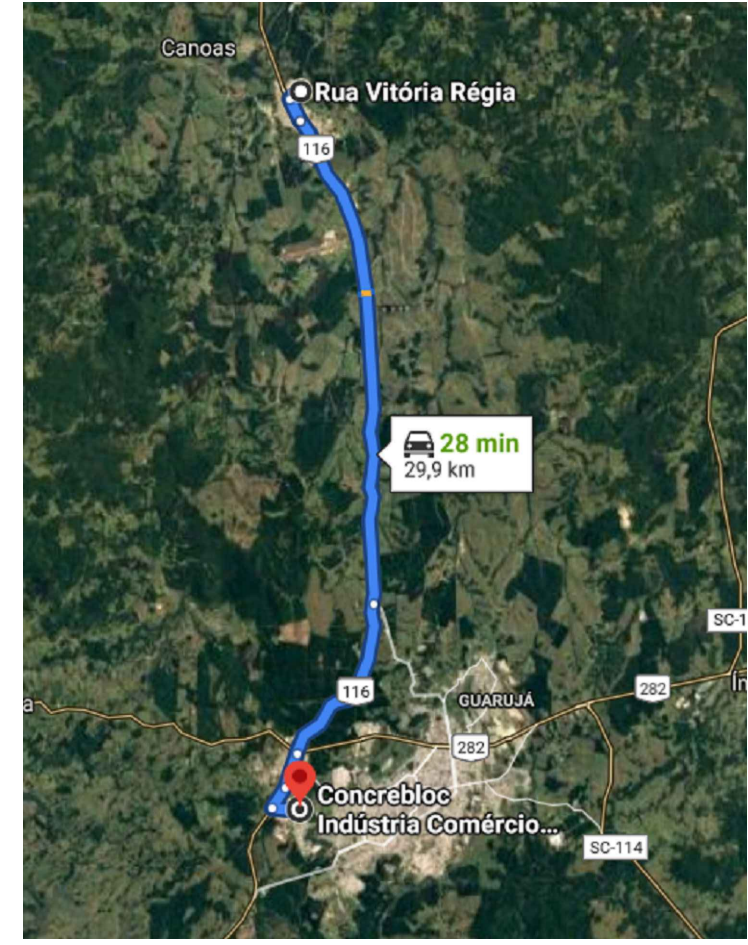 Canoas
Rua Vitória Régia
116
28 min
29,9 km
SC-1
116
GUARUJÁ
282
a
Ín
282
Concrebloc
Indústria Comércio...
SC-114